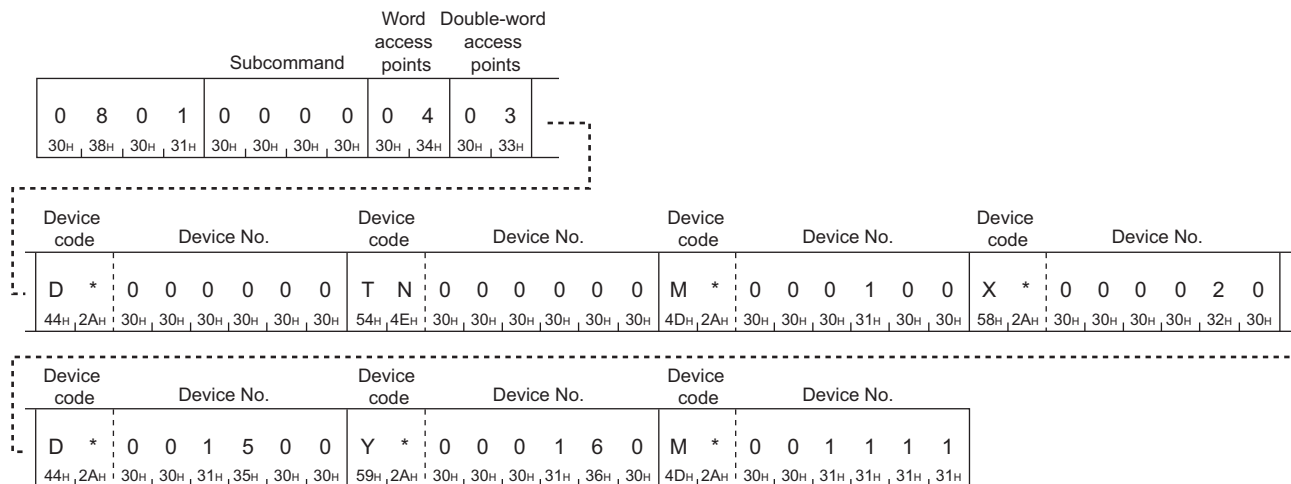 Word Double-word
access access
Subcommand points points
0 8 0 1 0 0 0 0 0 4 0 3
30H 38H 30H 31H 30H 30H 30H 30H 30H 34H 30H 33H
Device code Device No. Device code Device No. Device code Device No. Device code Device No.
D * 0 0 0 0 0 0 T N 0 0 0 0 0 0 M * 0 0 0 1 0 0 X * 0 0 0 0 2 0
44H 2AH 30H 30H 30H 30H 30H 30H 54H 4EH 30H 30H 30H 30H 30H 30H 4DH 2AH 30H 30H 30H 31H 30H 30H 58H 2AH 30H 30H 30H 30H 32H 30H
Device code Device No. Device code Device No. Device code Device No.
D * 0 0 1 5 0 0 Y * 0 0 0 1 6 0 M * 0 0 1 1 1 1
44H 2AH 30H 30H 31H 35H 30H 30H 59H 2AH 30H 30H 30H 31H 36H 30H 4DH 2AH 30H 30H 31H 31H 31H 31H